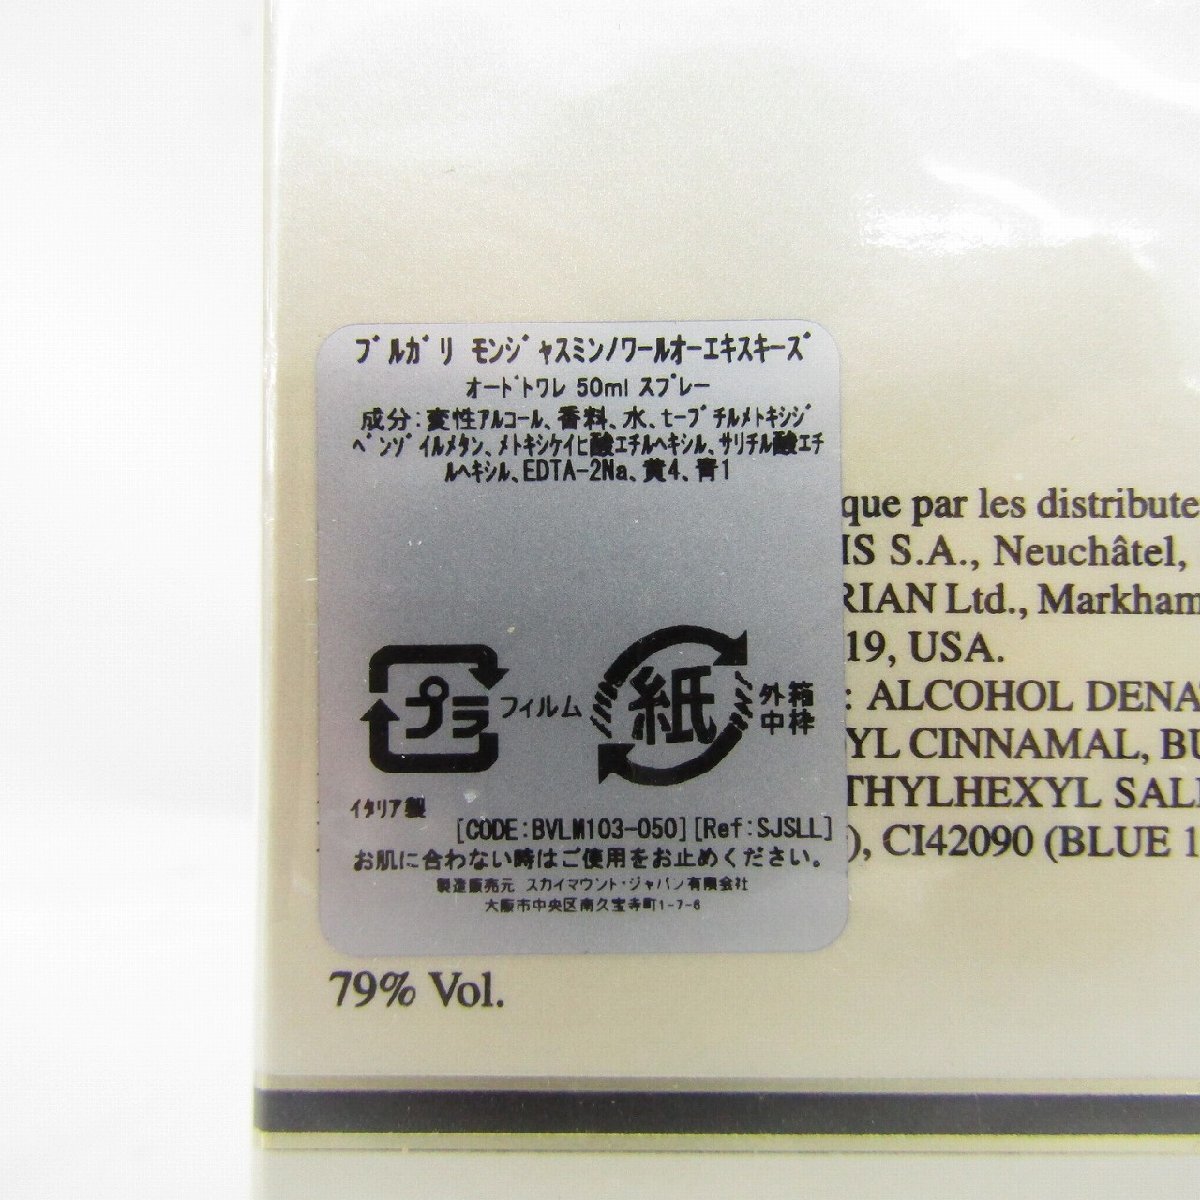 ﾌﾞﾙｶﾞﾘ ﾓﾝｼﾞｬｽﾐﾝﾉﾜｰﾙｵｰｴｷｽｷｰｽﾞ
ｵｰﾄﾞﾄﾜﾚ 50ml ｽﾌﾟﾚｰ
成分:変性ｱﾙｺｰﾙ、香料、水、tｰﾌﾞﾁﾙﾒﾄｷｼｼﾞ
ﾍﾞﾝｿﾞｲﾙﾒﾀﾝ、ﾒﾄｷｼｹｲﾋ酸ｴﾁﾙﾍｷｼﾙ、ｻﾘﾁﾙ酸ｴﾁ
ﾙﾍｷｼﾙ、EDTA-2Na、黄4、青1
que par les distribute
IS S.A., Neuchâtel,
RIAN Ltd., Markham
19, USA.
: ALCOHOL DENA
YL CINNAMAL, BU
THYLHEXYL SALI
), CI42090 (BLUE 1
プラ フィルム
紙 外箱
中枠
ｲﾀﾘｱ製
[CODE:BVLM103-050][Ref:SJSLL]
お肌に合わない時はご使用をお止めください。
製造販売元 スカイマウント・ジャパン有限会社
大阪市中央区南久宝寺町1-7-6
79% Vol.